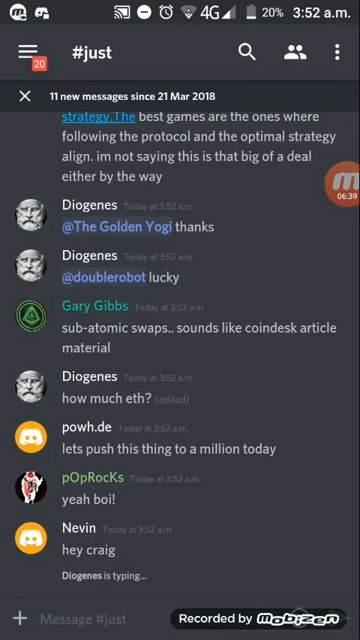 4G 20% 3:52 a.m.
20
#just
11 new messages since 21 Mar 2018
strategy.The best games are the ones where
following the protocol and the optimal strategy
align. im not saying this is that big of a deal
either by the way
06:39
Diogenes Today at 3:52 a.m.
@The Golden Yogi thanks
Diogenes Today at 3:52 a.m.
@doublerobot lucky
Gary Gibbs Today at 3:52 a.m.
sub-atomic swaps.. sounds like coindesk article
material
Diogenes Today at 3:52 a.m.
how much eth? (edited)
powh.de Today at 3:52 a.m.
lets push this thing to a million today
pOpRocKs Today at 3:52 a.m.
yeah boi!
Nevin Today at 3:52 a.m.
hey craig
Diogenes is typing...
Message #just
Recorded by Mobizen